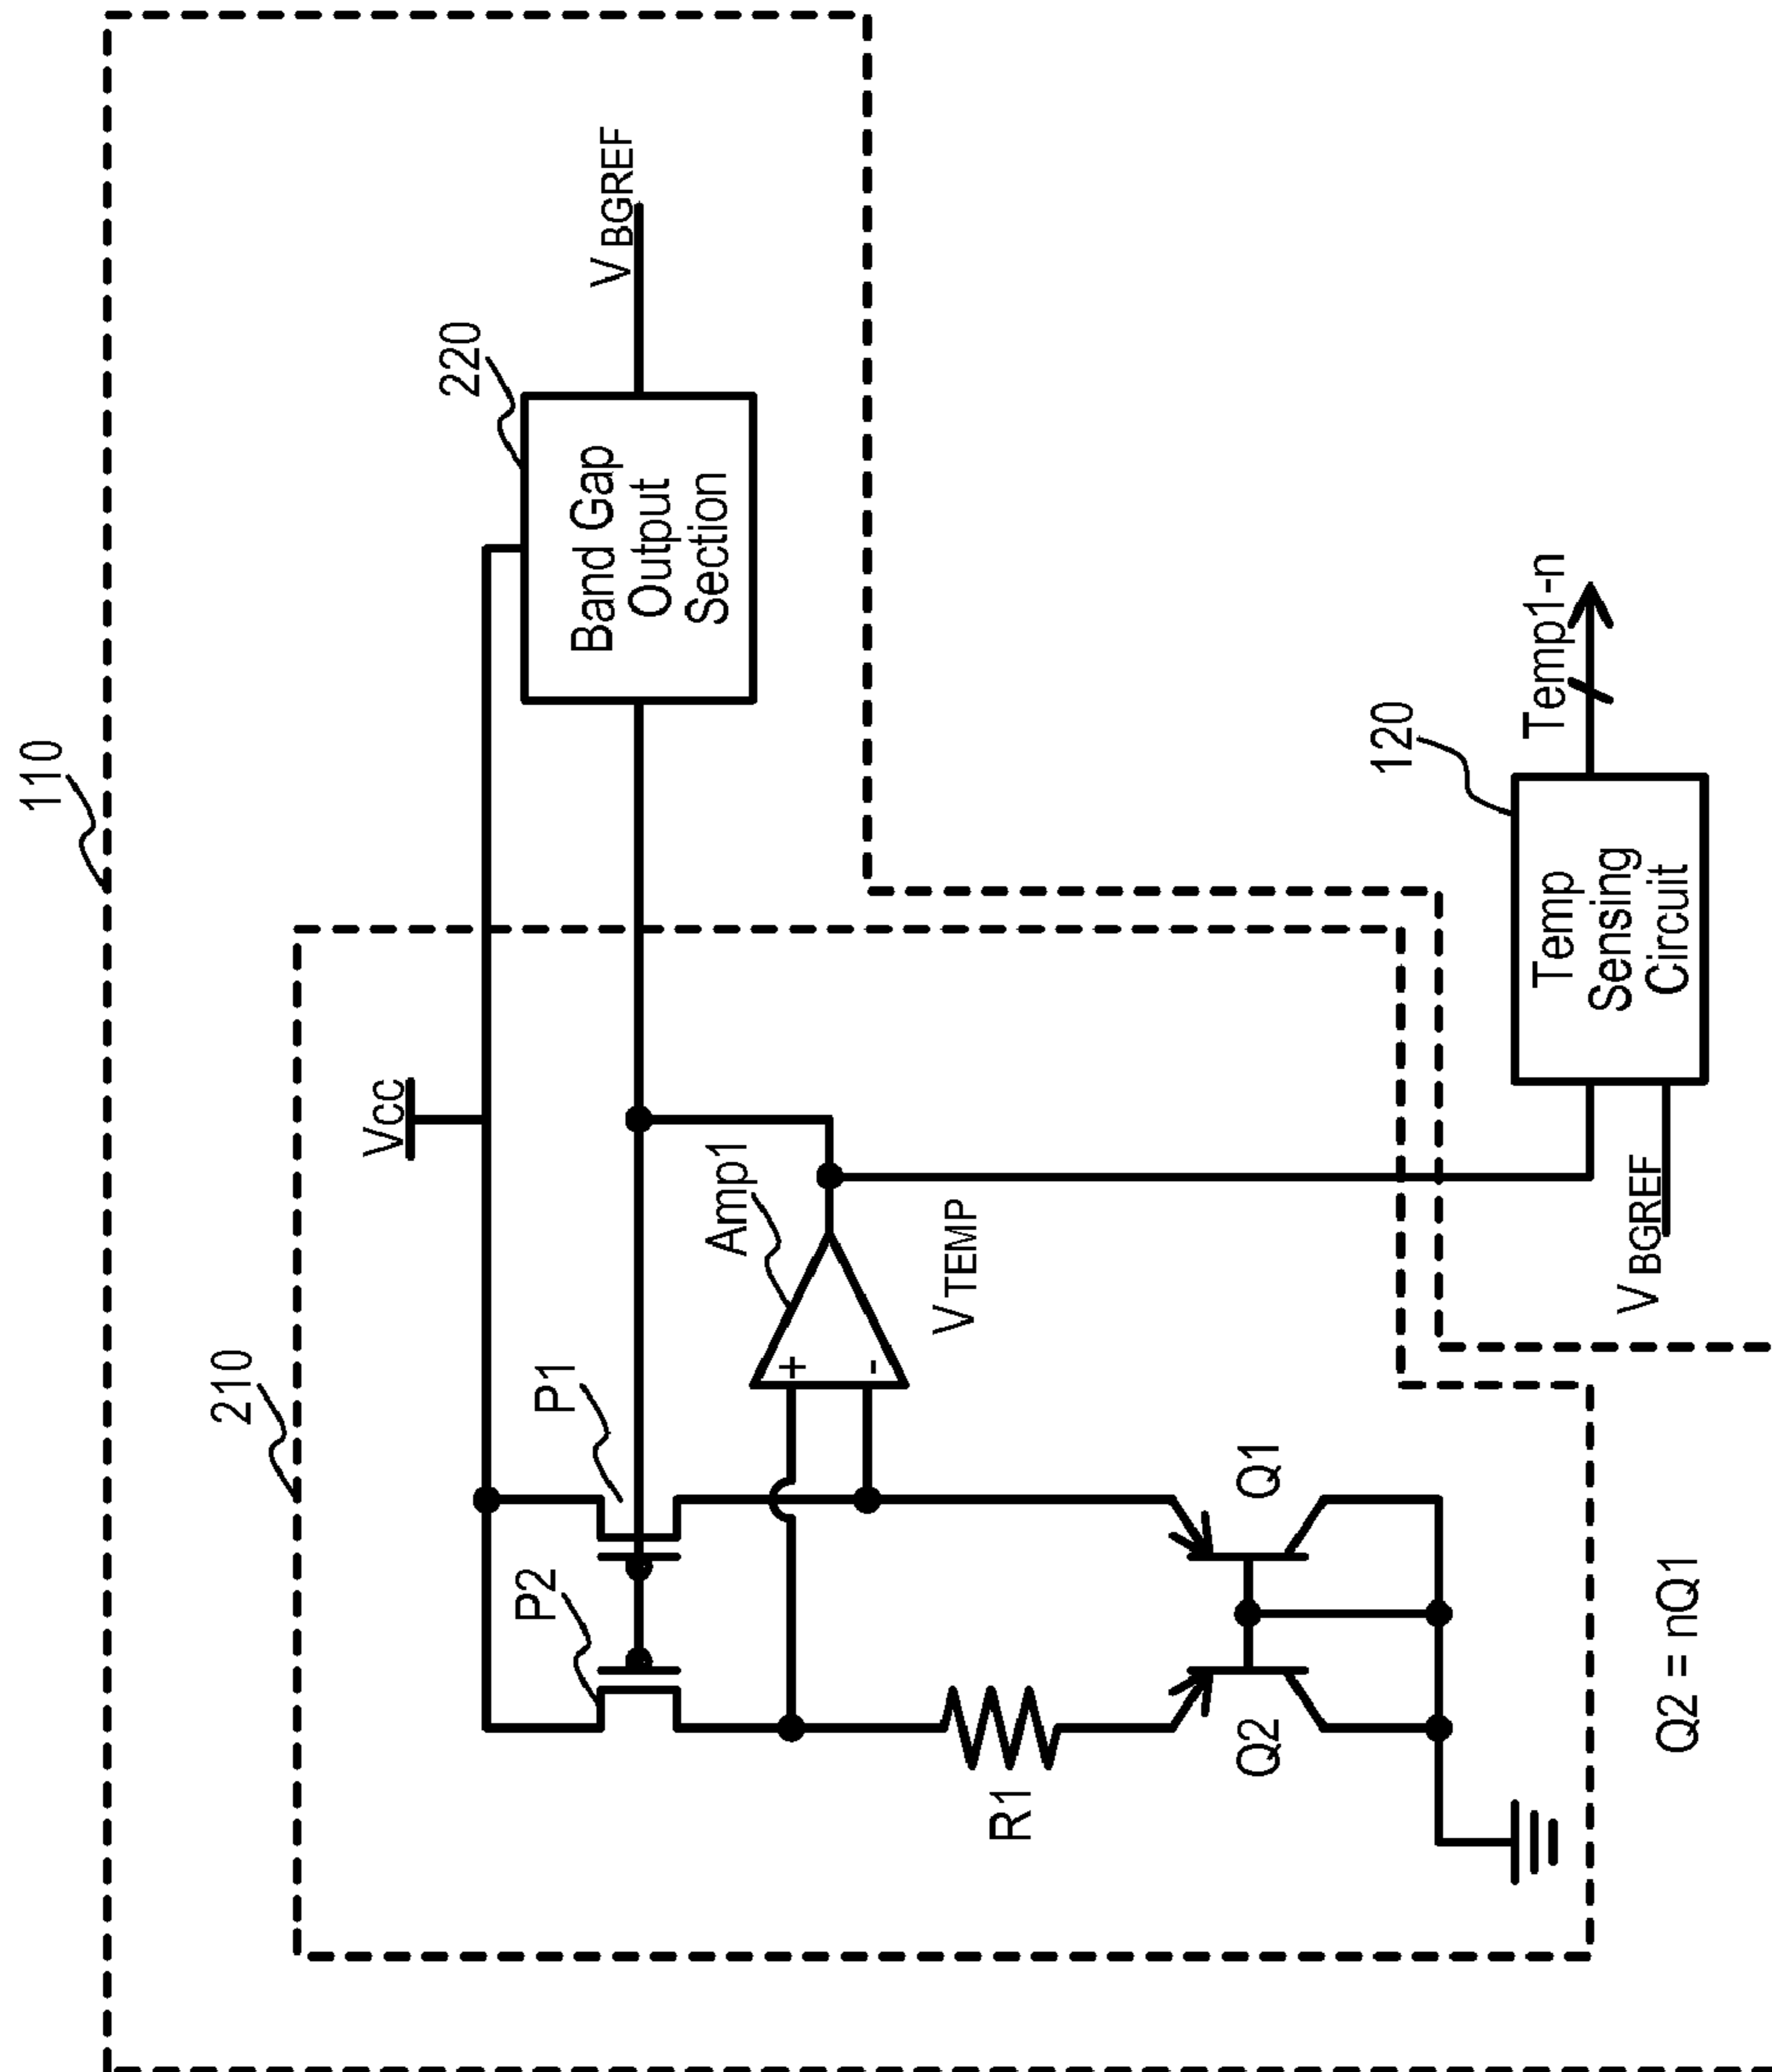 110
210
Vcc
220
Band Gap
Output
Section
VBGREF
P2
P1
Amp1
+
-
VTEMP
R1
Q2
Q1
120
Temp
Sensing
Circuit
Temp1-n
VBGREF
Q2 = nQ1